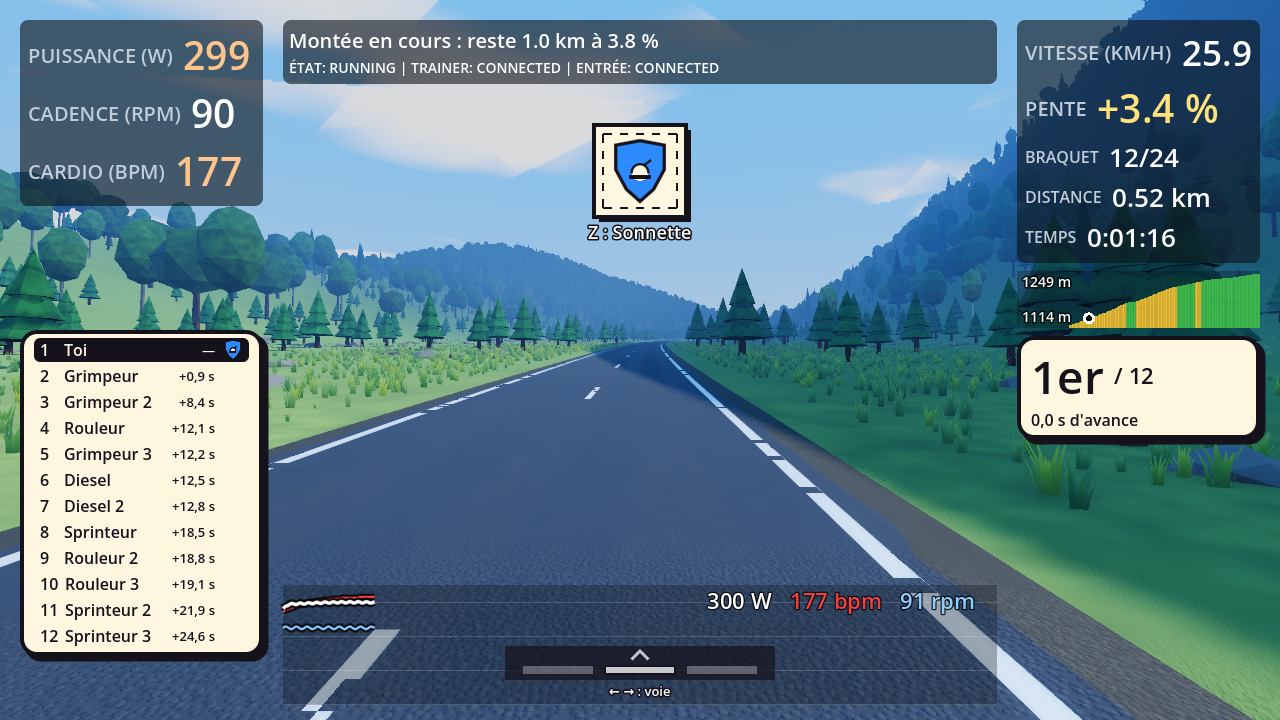 PUISSANCE (W) 299
CADENCE (RPM) 90
CARDIO (BPM) 177
Montée en cours : reste 1.0 km à 3.8 %
ÉTAT: RUNNING | TRAINER: CONNECTED | ENTRÉE: CONNECTED
Z : Sonnette
VITESSE (KM/H) 25.9
PENTE +3.4 %
BRAQUET 12/24
DISTANCE 0.52 km
TEMPS 0:01:16
1249 m
1114 m
1er / 12
0,0 s d'avance
1 Toi —
2 Grimpeur +0,9 s
3 Grimpeur 2 +8,4 s
4 Rouleur +12,1 s
5 Grimpeur 3 +12,2 s
6 Diesel +12,5 s
7 Diesel 2 +12,8 s
8 Sprinteur +18,5 s
9 Rouleur 2 +18,8 s
10 Rouleur 3 +19,1 s
11 Sprinteur 2 +21,9 s
12 Sprinteur 3 +24,6 s
300 W 177 bpm 91 rpm
← → : voie